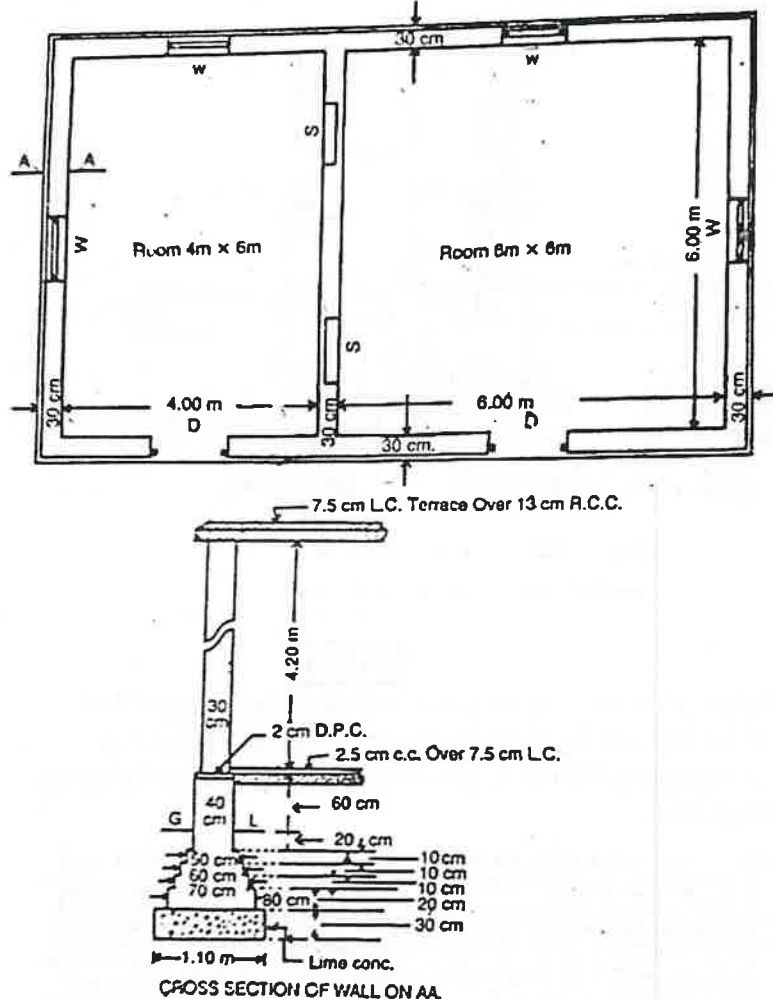 30 cm
W
W
S
A
A
W
Room 4m × 6m
Room 6m × 6m
6.00 m
W
S
30 cm
4.00 m
D
30 cm
6.00 m
D
30 cm
30 cm.
7.5 cm L.C. Terrace Over 13 cm R.C.C.
4.20 m
30
cm
2 cm D.P.C.
2.5 cm c.c. Over 7.5 cm L.C.
40
cm
60 cm
G
L
20 cm
50 cm
60 cm
70 cm
80 cm
10 cm
10 cm
10 cm
20 cm
30 cm
1.10 m
Lime conc.
CROSS SECTION OF WALL ON AA.